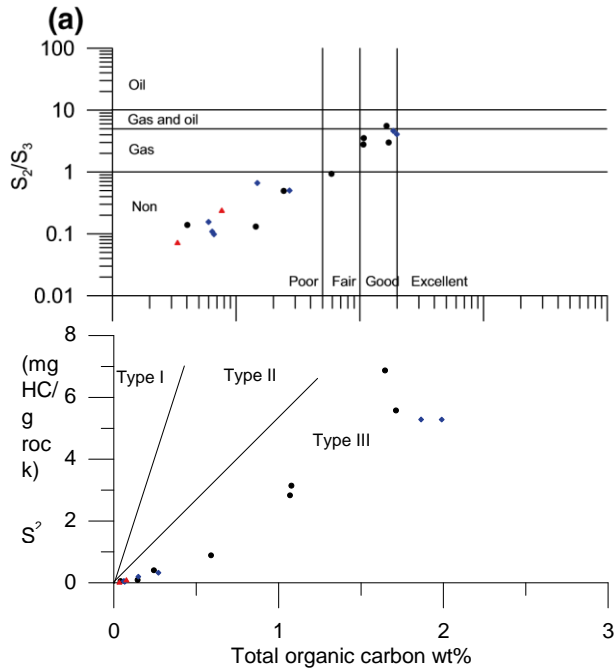 (a)
100
Oil
10
Gas and oil
S2/S3
Gas
1
Non
0.1
Poor Fair Good Excellent
0.01
8
(mg
HC/
g
roc
k)
S2
Type I
Type II
6
Type III
4
2
0
0 1 2 3
Total organic carbon wt%